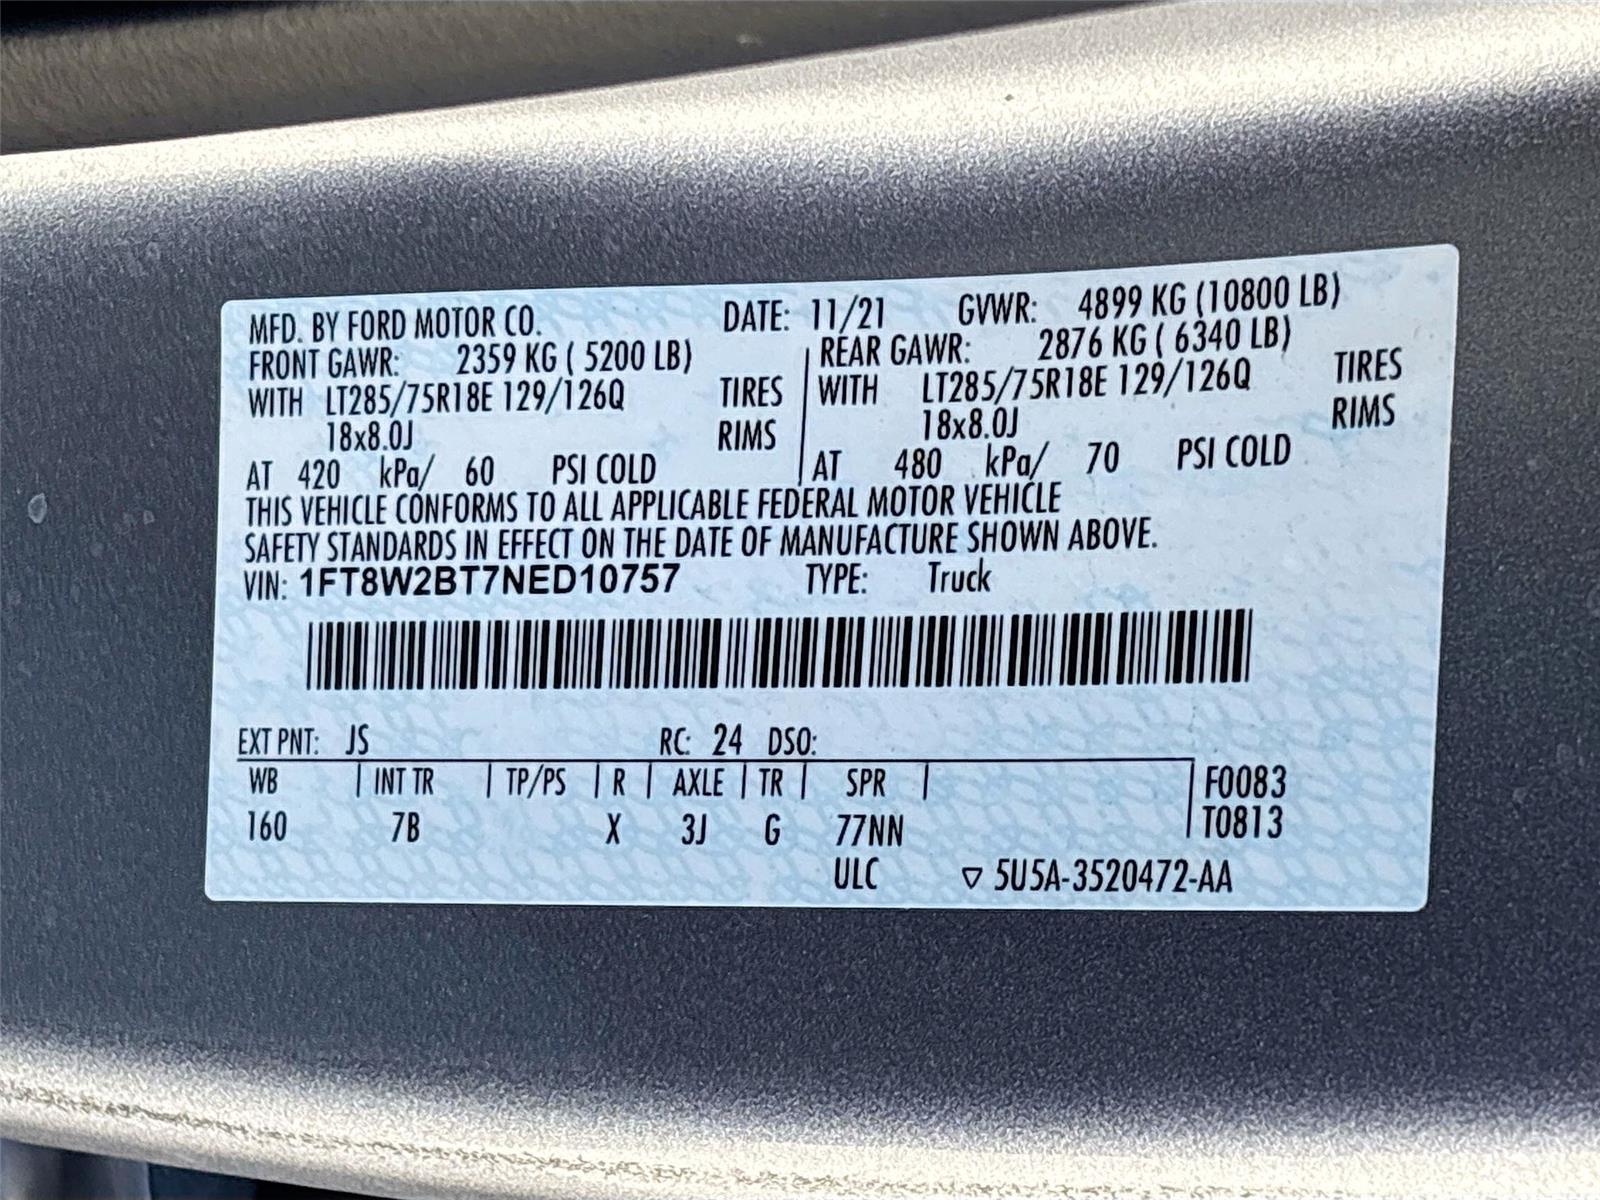 MFD. BY FORD MOTOR CO. DATE: 11/21 GVWR: 4899 KG (10800 LB)
FRONT GAWR: 2359 KG ( 5200 LB) REAR GAWR: 2876 KG ( 6340 LB)
WITH LT285/75R18E 129/126Q TIRES WITH LT285/75R18E 129/126Q TIRES
18x8.0J RIMS 18x8.0J RIMS
AT 420 kPa/ 60 PSI COLD AT 480 kPa/ 70 PSI COLD
THIS VEHICLE CONFORMS TO ALL APPLICABLE FEDERAL MOTOR VEHICLE
SAFETY STANDARDS IN EFFECT ON THE DATE OF MANUFACTURE SHOWN ABOVE.
VIN: 1FT8W2BT7NED10757 TYPE: Truck
EXT PNT: JS RC: 24 DSO:
WB INT TR TP/PS R AXLE TR SPR F0083
160 7B X 3J G 77NN T0813
ULC ▽ 5U5A-3520472-AA